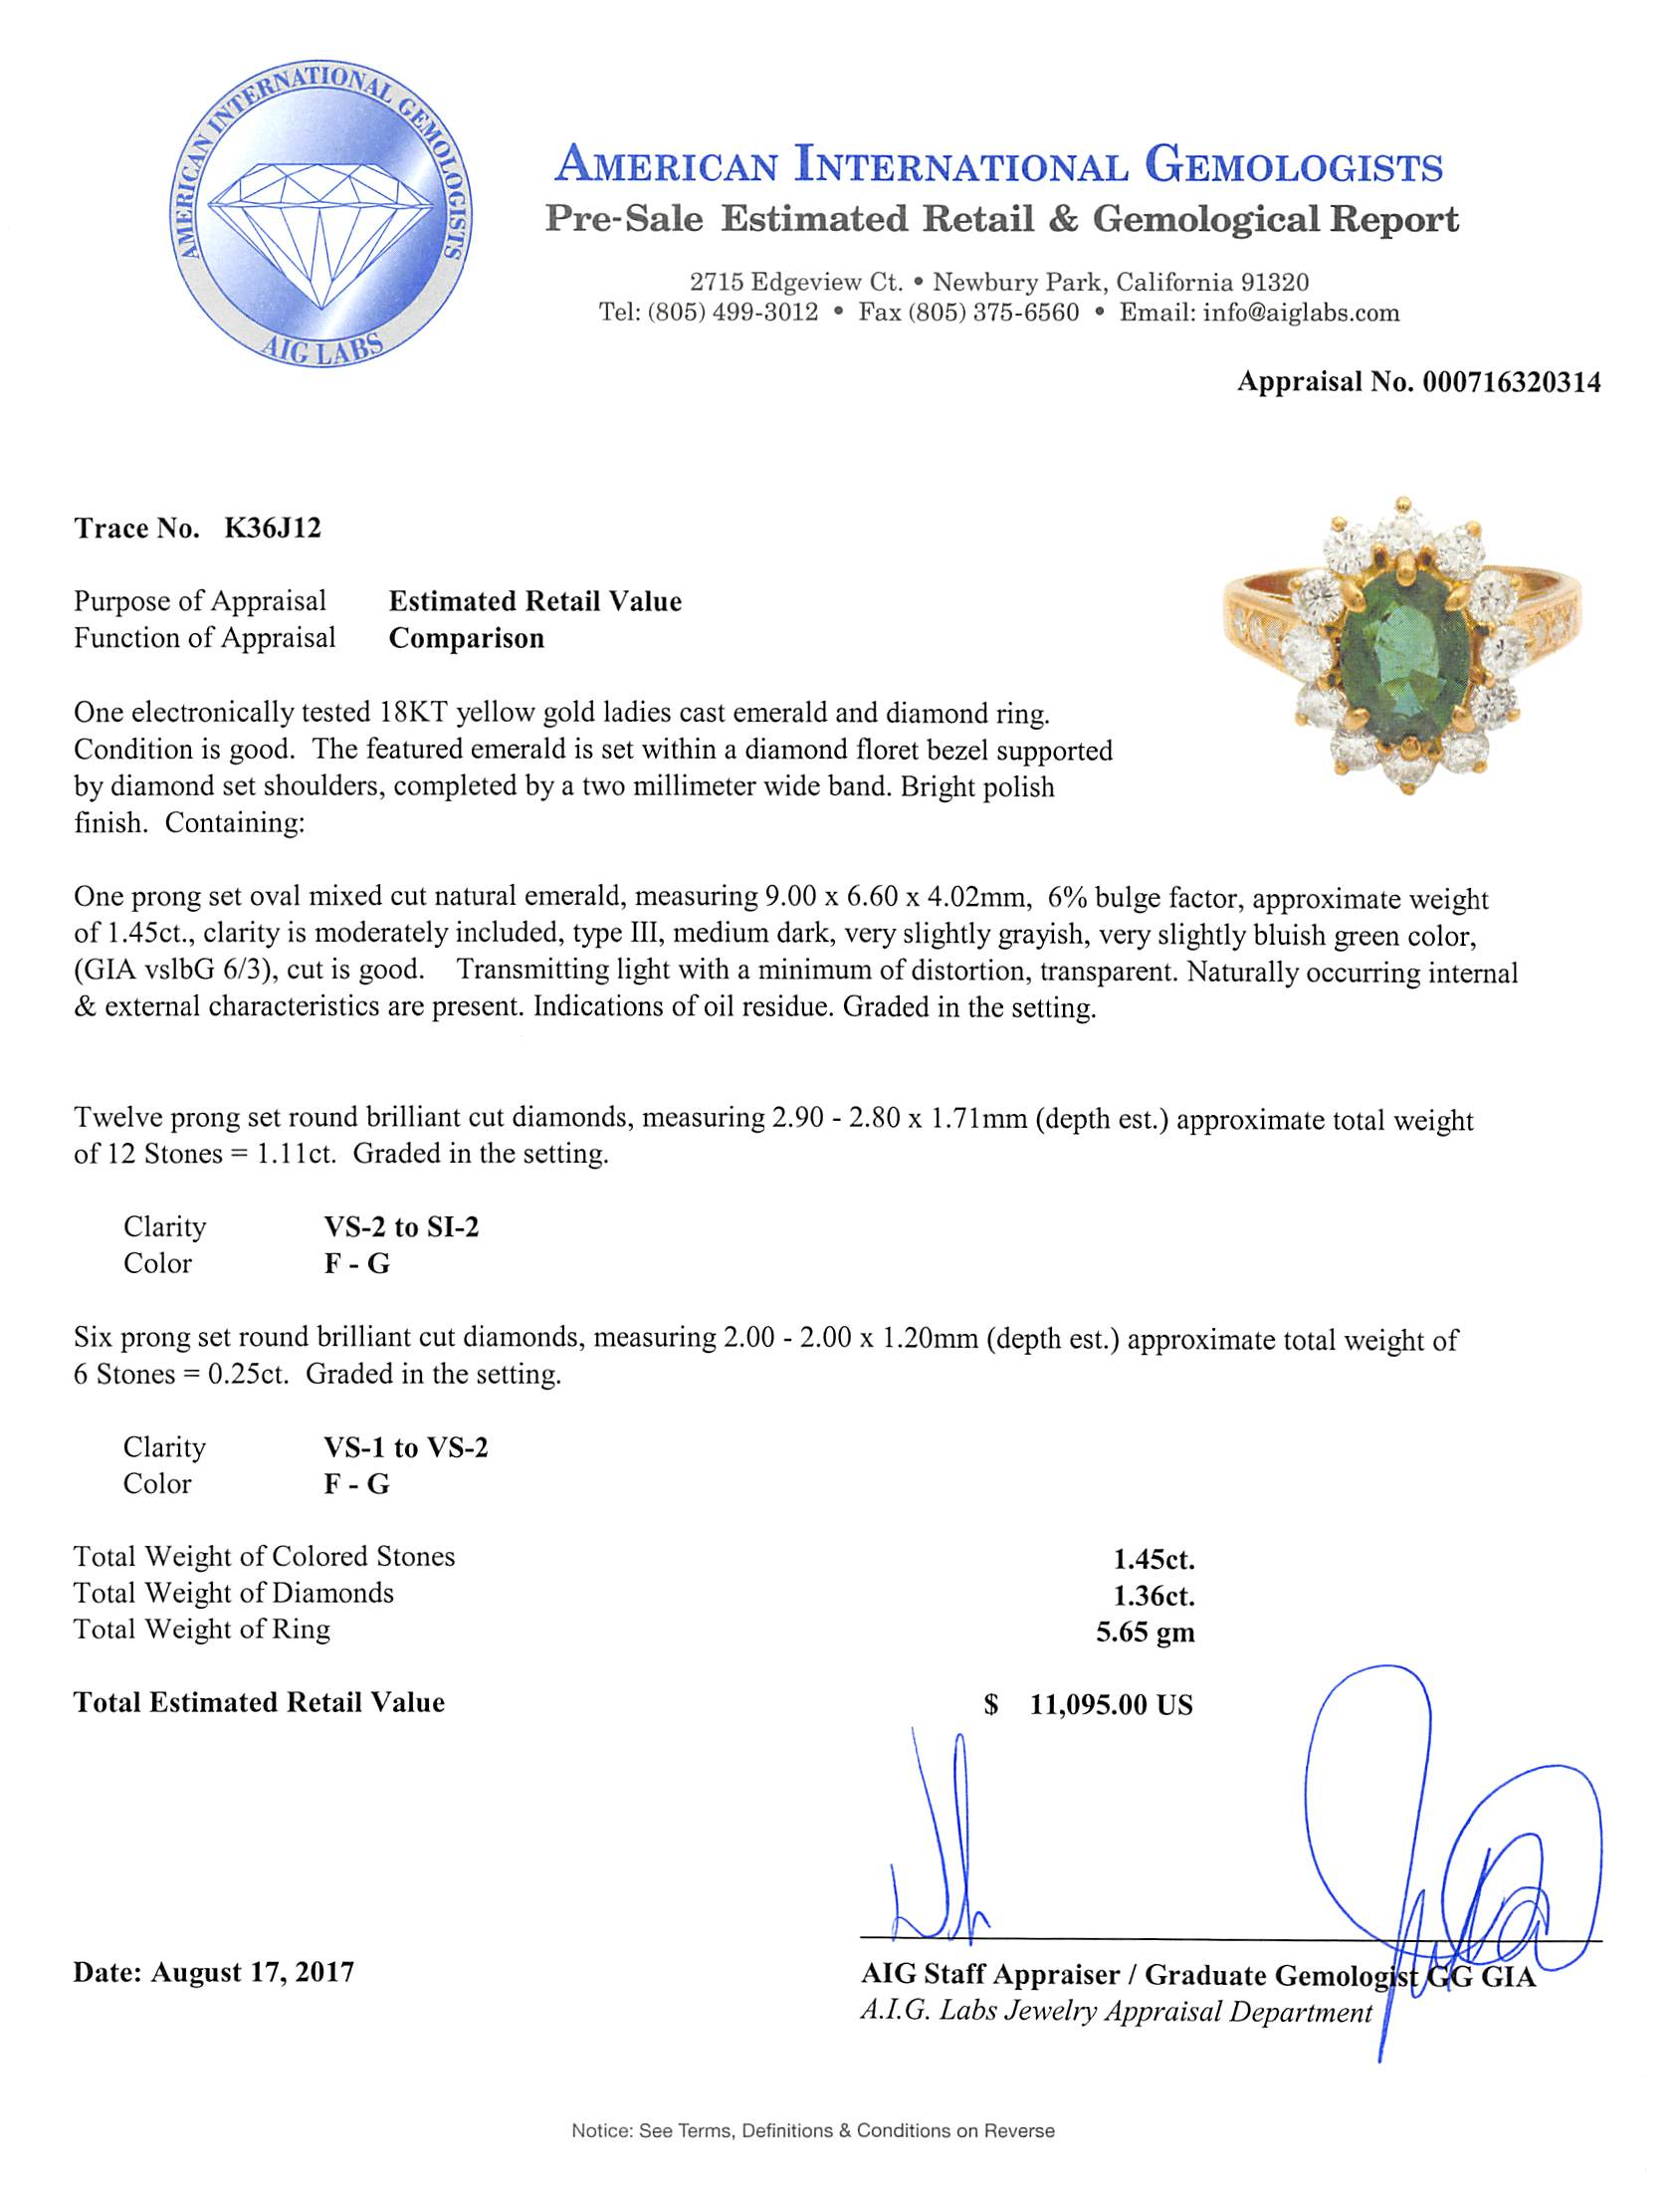 AMERICAN INTERNATIONAL GEMOLOGISTS
AIG LABS
AMERICAN INTERNATIONAL GEMOLOGISTS
Pre-Sale Estimated Retail & Gemological Report
2715 Edgeview Ct. • Newbury Park, California 91320
Tel: (805) 499-3012 • Fax (805) 375-6560 • Email: info@aiglabs.com
Appraisal No. 000716320314
Trace No. K36J12
Purpose of Appraisal Estimated Retail Value
Function of Appraisal Comparison
One electronically tested 18KT yellow gold ladies cast emerald and diamond ring.
Condition is good. The featured emerald is set within a diamond floret bezel supported
by diamond set shoulders, completed by a two millimeter wide band. Bright polish
finish. Containing:
One prong set oval mixed cut natural emerald, measuring 9.00 x 6.60 x 4.02mm, 6% bulge factor, approximate weight
of 1.45ct., clarity is moderately included, type III, medium dark, very slightly grayish, very slightly bluish green color,
(GIA vslbG 6/3), cut is good. Transmitting light with a minimum of distortion, transparent. Naturally occurring internal
& external characteristics are present. Indications of oil residue. Graded in the setting.
Twelve prong set round brilliant cut diamonds, measuring 2.90 - 2.80 x 1.71mm (depth est.) approximate total weight
of 12 Stones = 1.11ct. Graded in the setting.
Clarity VS-2 to SI-2
Color F - G
Six prong set round brilliant cut diamonds, measuring 2.00 - 2.00 x 1.20mm (depth est.) approximate total weight of
6 Stones = 0.25ct. Graded in the setting.
Clarity VS-1 to VS-2
Color F - G
Total Weight of Colored Stones 1.45ct.
Total Weight of Diamonds 1.36ct.
Total Weight of Ring 5.65 gm
Total Estimated Retail Value $ 11,095.00 US
Date: August 17, 2017
AIG Staff Appraiser / Graduate Gemologist GG GIA
A.I.G. Labs Jewelry Appraisal Department
Notice: See Terms, Definitions & Conditions on Reverse